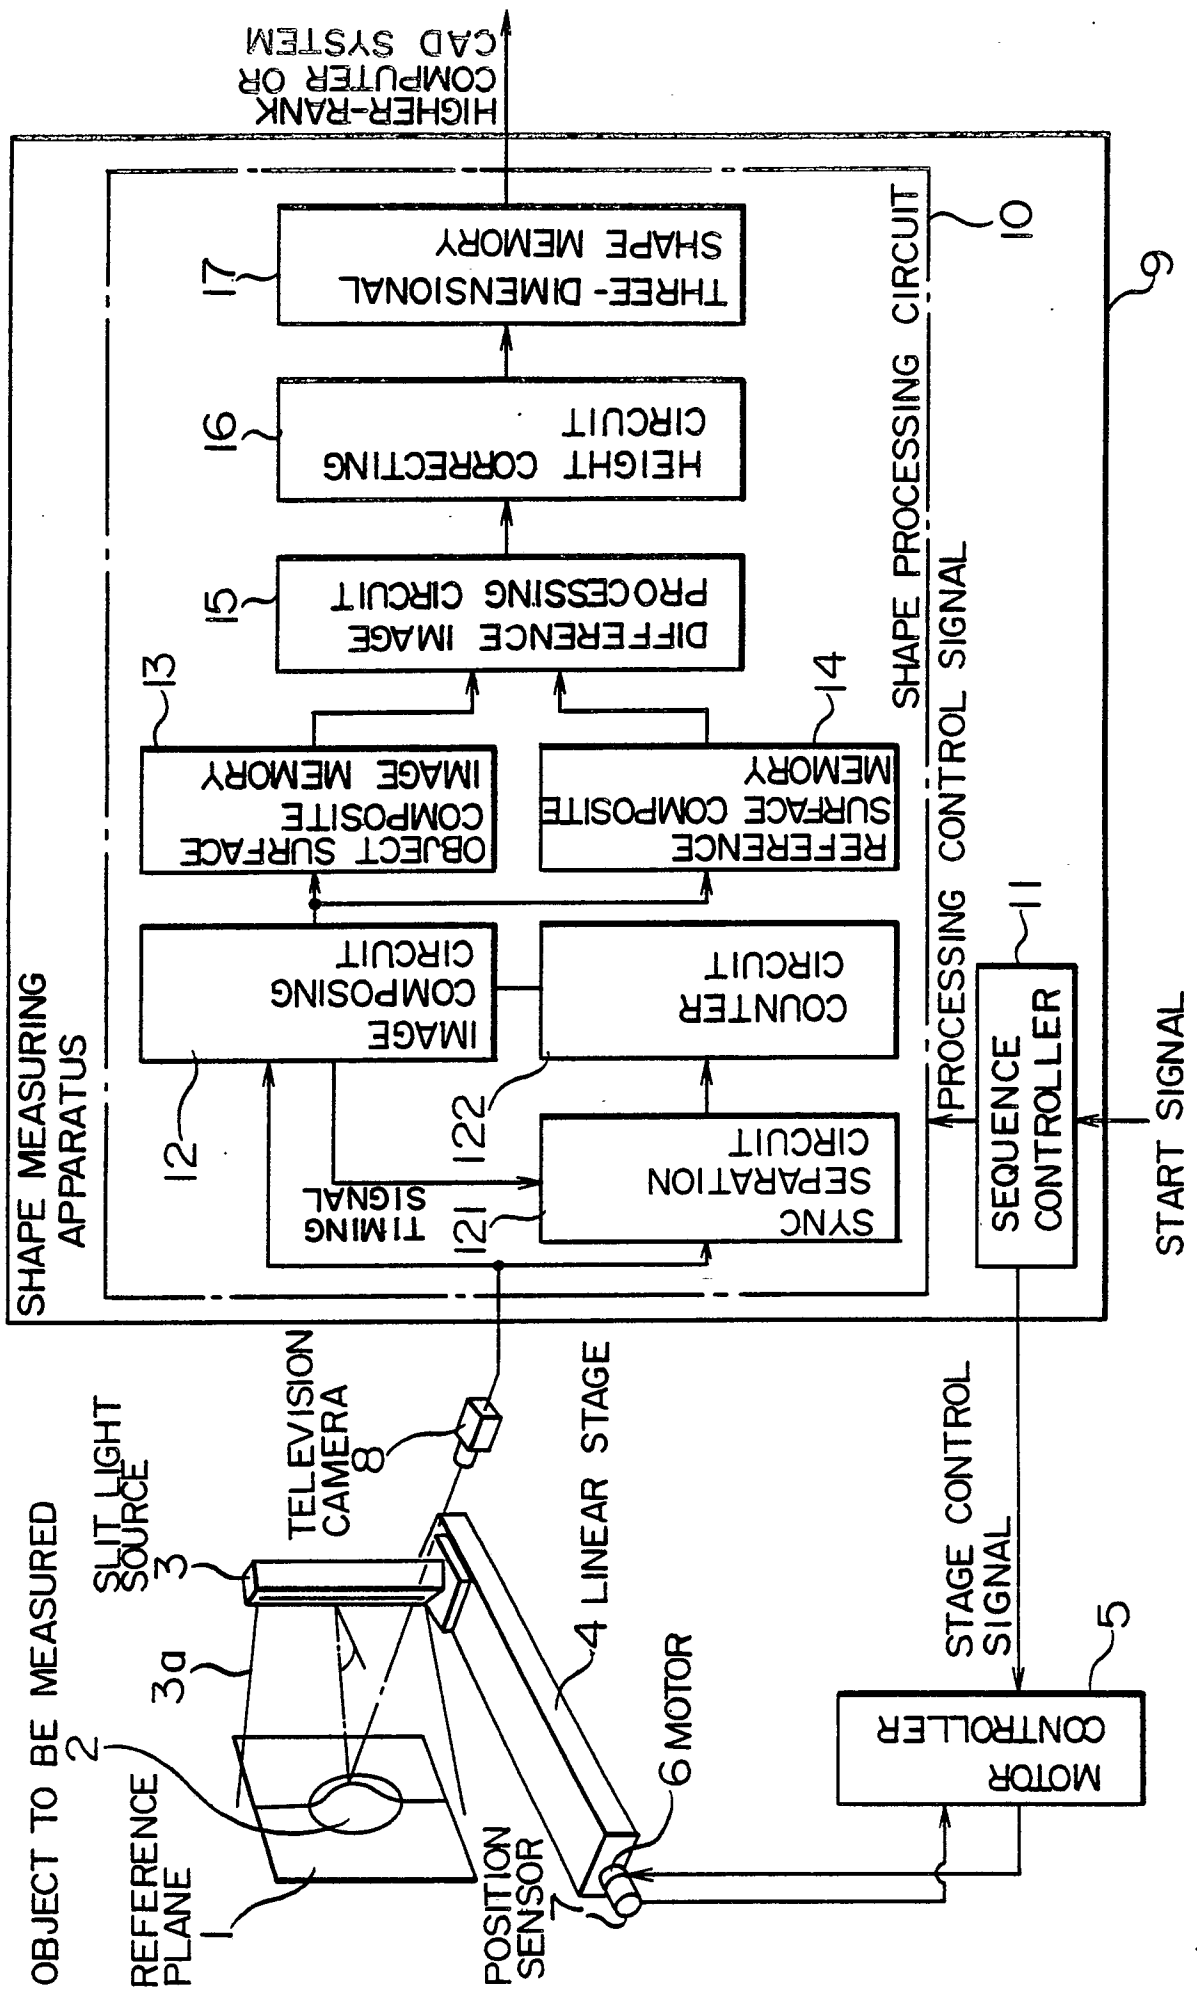 OBJECT TO BE MEASURED
2
REFERENCE
PLANE
1
3a
SLIT LIGHT
SOURCE
3
TELEVISION
CAMERA
8
4 LINEAR STAGE
6 MOTOR
POSITION
SENSOR
7
MOTOR
CONTROLLER
5
STAGE CONTROL
SIGNAL
SHAPE MEASURING
APPARATUS
TIMING
SIGNAL
SYNC
SEPARATION
CIRCUIT
121
IMAGE
COMPOSING
CIRCUIT
12
COUNTER
CIRCUIT
122
OBJECT SURFACE
COMPOSITE
IMAGE MEMORY
13
REFERENCE
SURFACE COMPOSITE
MEMORY
14
DIFFERENCE IMAGE
PROCESSING CIRCUIT
15
HEIGHT CORRECTING
CIRCUIT
16
THREE-DIMENSIONAL
SHAPE MEMORY
17
HIGHER-RANK
COMPUTER OR
CAD SYSTEM
SHAPE PROCESSING CIRCUIT
10
PROCESSING CONTROL SIGNAL
SEQUENCE
CONTROLLER
11
START SIGNAL
9